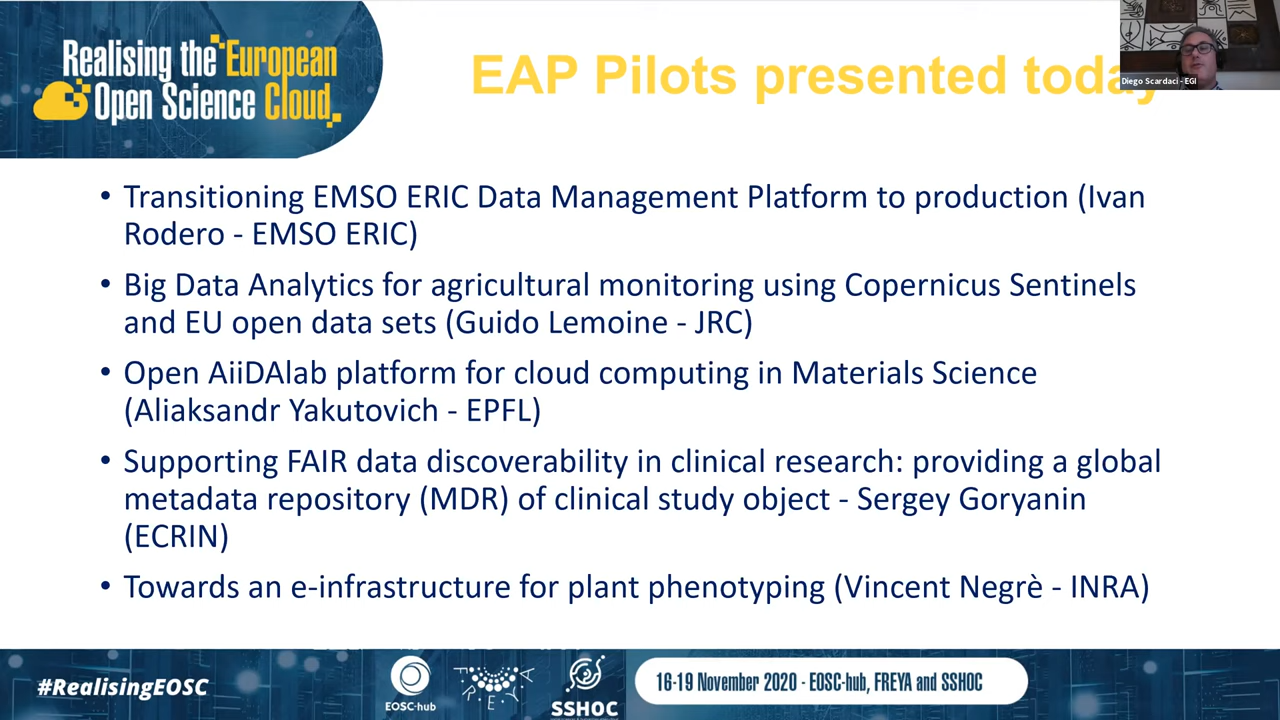 Realising the European
Open Science Cloud
EAP Pilots presented today
Diego Scardaci - EGI
• Transitioning EMSO ERIC Data Management Platform to production (Ivan
Rodero - EMSO ERIC)
• Big Data Analytics for agricultural monitoring using Copernicus Sentinels
and EU open data sets (Guido Lemoine - JRC)
• Open AiiDAlab platform for cloud computing in Materials Science
(Aliaksandr Yakutovich - EPFL)
• Supporting FAIR data discoverability in clinical research: providing a global
metadata repository (MDR) of clinical study object - Sergey Goryanin
(ECRIN)
• Towards an e-infrastructure for plant phenotyping (Vincent Negrè - INRA)
#RealisingEOSC
EOSC-hub
FREYA
SSHOC
16-19 November 2020 - EOSC-hub, FREYA and SSHOC